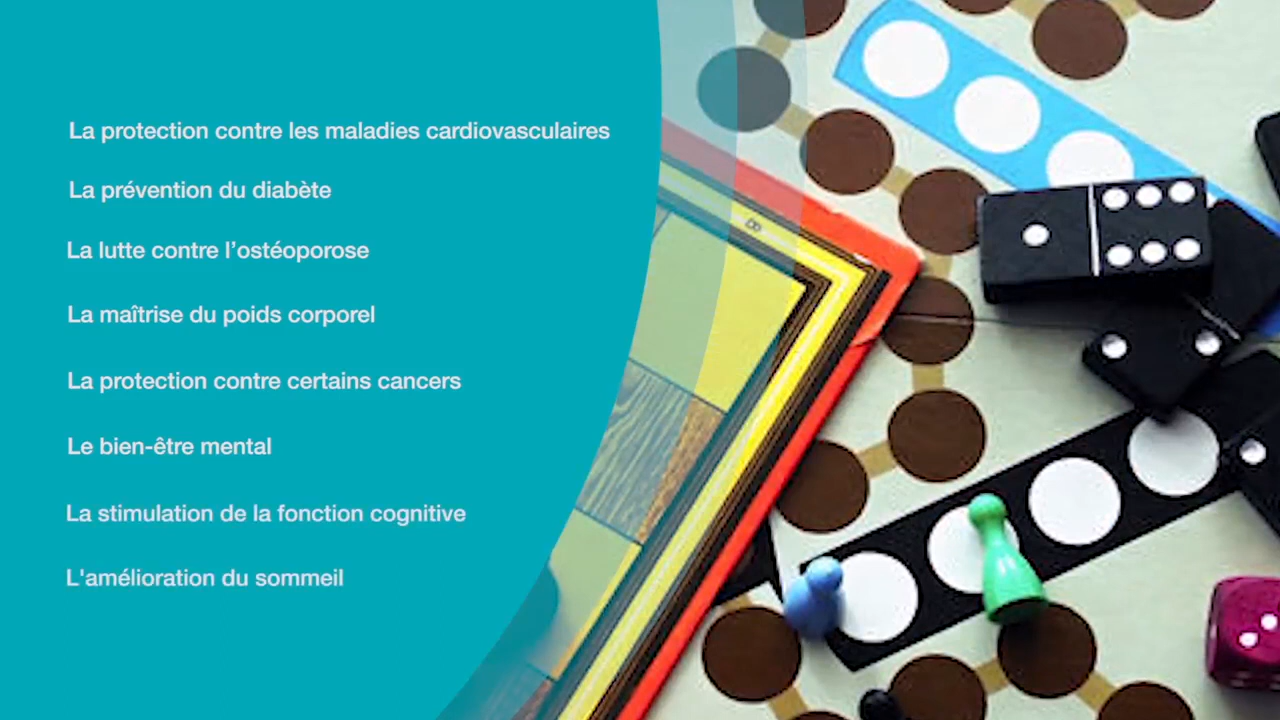 La protection contre les maladies cardiovasculaires
La prévention du diabète
La lutte contre l’ostéoporose
La maîtrise du poids corporel
La protection contre certains cancers
Le bien-être mental
La stimulation de la fonction cognitive
L'amélioration du sommeil